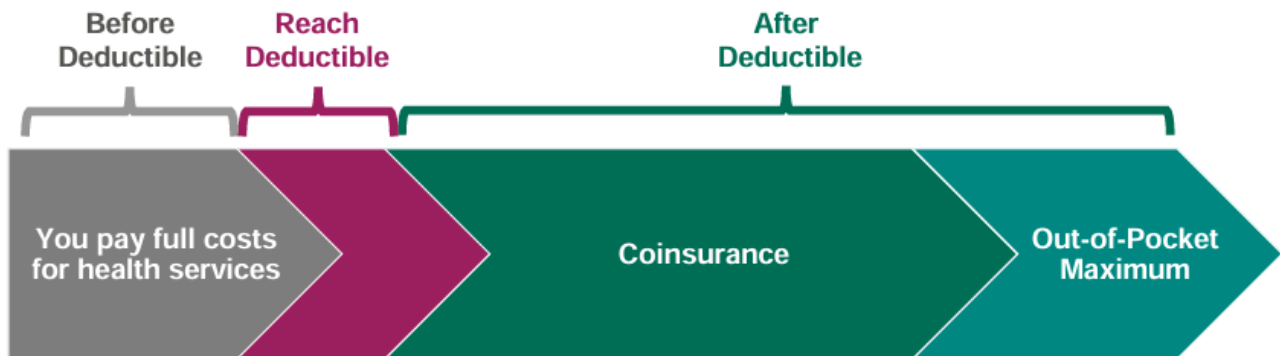 Before
Deductible
Reach
Deductible
After
Deductible
You pay full costs
for health services
Coinsurance
Out-of-Pocket
Maximum